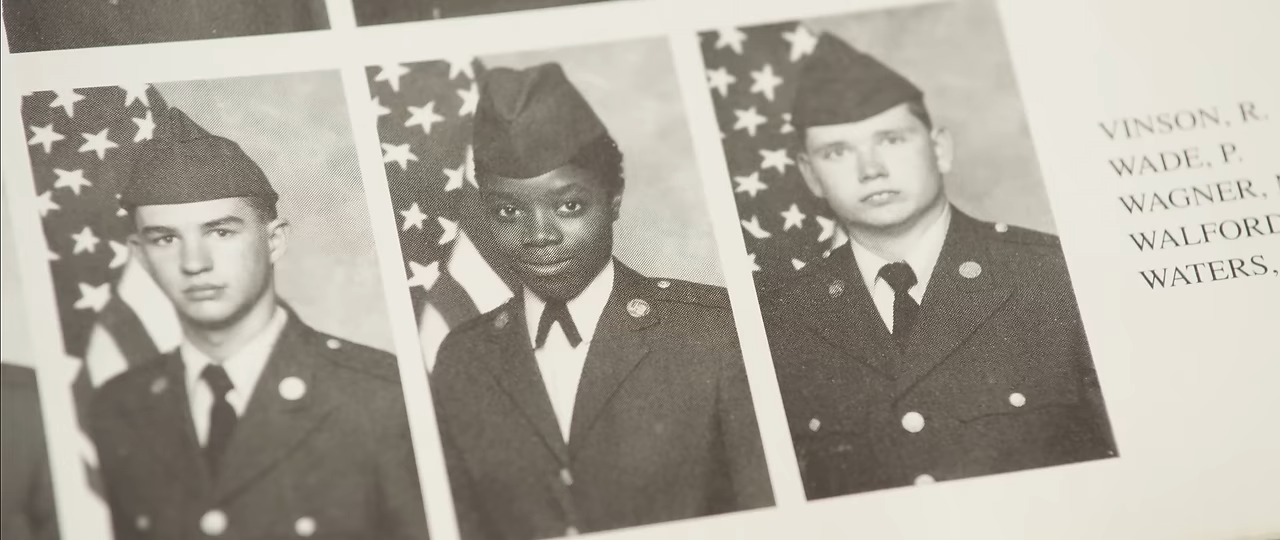 VINSON, R.
WADE, P.
WAGNER,
WALFORD
WATERS,